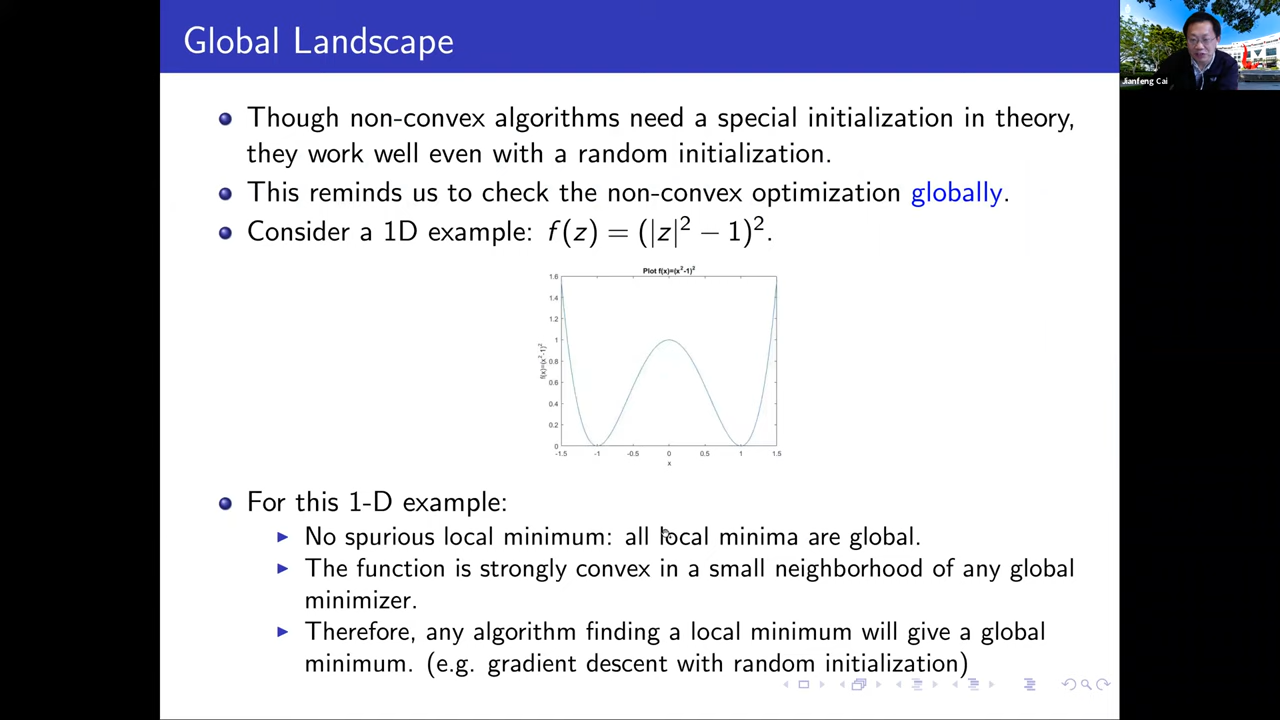 Global Landscape
Jianfeng Cai
Though non-convex algorithms need a special initialization in theory,
they work well even with a random initialization.
This reminds us to check the non-convex optimization globally.
Consider a 1D example: f(z) = (|z|² − 1)².
Plot f(x)=(x²-1)²
1.6
1.4
1.2
1
0.8
0.6
0.4
0.2
0
f(x)=(x²-1)²
-1.5 -1 -0.5 0 0.5 1 1.5
x
For this 1-D example:
No spurious local minimum: all local minima are global.
The function is strongly convex in a small neighborhood of any global
minimizer.
Therefore, any algorithm finding a local minimum will give a global
minimum. (e.g. gradient descent with random initialization)